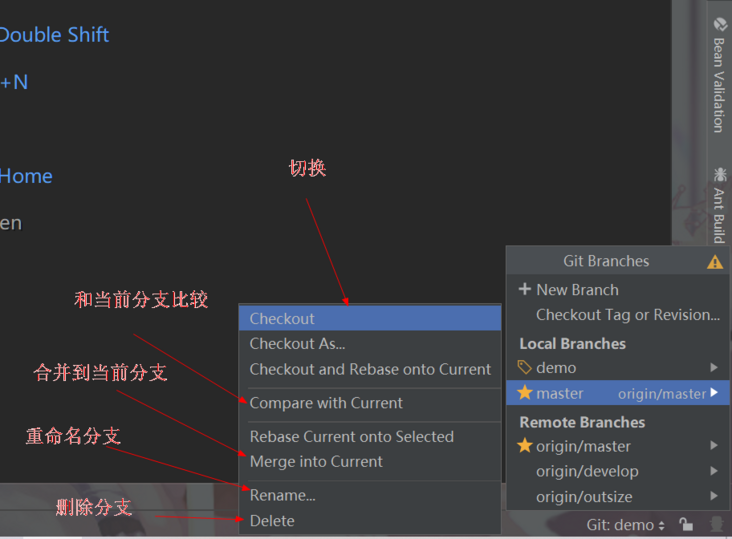 Double Shift
+N
Home
en
切换
和当前分支比较
合并到当前分支
重命名分支
删除分支
Checkout
Checkout As...
Checkout and Rebase onto Current
Compare with Current
Rebase Current onto Selected
Merge into Current
Rename...
Delete
Git Branches
New Branch
Checkout Tag or Revision...
Local Branches
demo
master origin/master
Remote Branches
origin/master
origin/develop
origin/outsize
Git: demo
Bean Validation
Ant Build